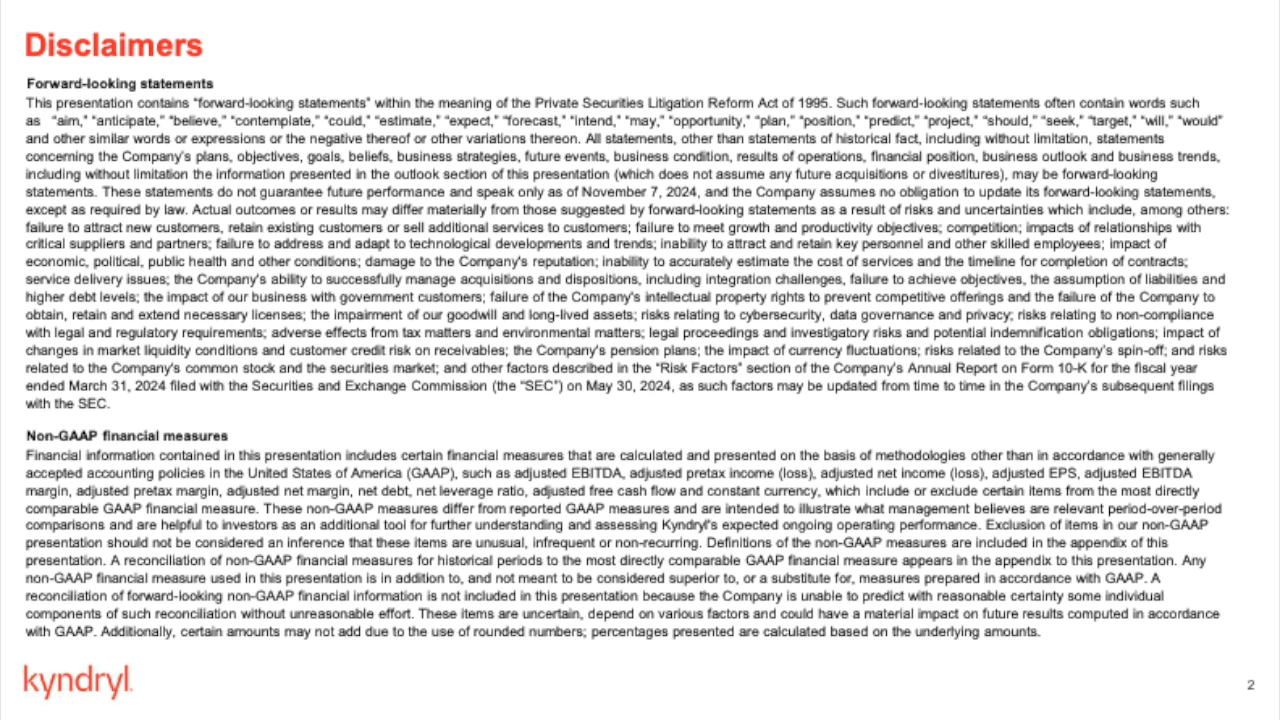 Disclaimers
Forward-looking statements
This presentation contains “forward-looking statements” within the meaning of the Private Securities Litigation Reform Act of 1995. Such forward-looking statements often contain words such
as “aim,” “anticipate,” “believe,” “contemplate,” “could,” “estimate,” “expect,” “forecast,” “intend,” “may,” “opportunity,” “plan,” “position,” “predict,” “project,” “should,” “seek,” “target,” “will,” “would”
and other similar words or expressions or the negative thereof or other variations thereon. All statements, other than statements of historical fact, including without limitation, statements
concerning the Company’s plans, objectives, goals, beliefs, business strategies, future events, business condition, results of operations, financial position, business outlook and business trends,
including without limitation the information presented in the outlook section of this presentation (which does not assume any future acquisitions or divestitures), may be forward-looking
statements. These statements do not guarantee future performance and speak only as of November 7, 2024, and the Company assumes no obligation to update its forward-looking statements,
except as required by law. Actual outcomes or results may differ materially from those suggested by forward-looking statements as a result of risks and uncertainties which include, among others:
failure to attract new customers, retain existing customers or sell additional services to customers; failure to meet growth and productivity objectives; competition; impacts of relationships with
critical suppliers and partners; failure to address and adapt to technological developments and trends; inability to attract and retain key personnel and other skilled employees; impact of
economic, political, public health and other conditions; damage to the Company's reputation; inability to accurately estimate the cost of services and the timeline for completion of contracts;
service delivery issues; the Company's ability to successfully manage acquisitions and dispositions, including integration challenges, failure to achieve objectives, the assumption of liabilities and
higher debt levels; the impact of our business with government customers; failure of the Company's intellectual property rights to prevent competitive offerings and the failure of the Company to
obtain, retain and extend necessary licenses; the impairment of our goodwill and long-lived assets; risks relating to cybersecurity, data governance and privacy; risks relating to non-compliance
with legal and regulatory requirements; adverse effects from tax matters and environmental matters; legal proceedings and investigatory risks and potential indemnification obligations; impact of
changes in market liquidity conditions and customer credit risk on receivables; the Company's pension plans; the impact of currency fluctuations; risks related to the Company's spin-off; and risks
related to the Company's common stock and the securities market; and other factors described in the “Risk Factors” section of the Company's Annual Report on Form 10-K for the fiscal year
ended March 31, 2024 filed with the Securities and Exchange Commission (the “SEC”) on May 30, 2024, as such factors may be updated from time to time in the Company's subsequent filings
with the SEC.
Non-GAAP financial measures
Financial information contained in this presentation includes certain financial measures that are calculated and presented on the basis of methodologies other than in accordance with generally
accepted accounting policies in the United States of America (GAAP), such as adjusted EBITDA, adjusted pretax income (loss), adjusted net income (loss), adjusted EPS, adjusted EBITDA
margin, adjusted pretax margin, adjusted net margin, net debt, net leverage ratio, adjusted free cash flow and constant currency, which include or exclude certain items from the most directly
comparable GAAP financial measure. These non-GAAP measures differ from reported GAAP measures and are intended to illustrate what management believes are relevant period-over-period
comparisons and are helpful to investors as an additional tool for further understanding and assessing Kyndryl's expected ongoing operating performance. Exclusion of items in our non-GAAP
presentation should not be considered an inference that these items are unusual, infrequent or non-recurring. Definitions of the non-GAAP measures are included in the appendix of this
presentation. A reconciliation of non-GAAP financial measures for historical periods to the most directly comparable GAAP financial measure appears in the appendix to this presentation. Any
non-GAAP financial measure used in this presentation is in addition to, and not meant to be considered superior to, or a substitute for, measures prepared in accordance with GAAP. A
reconciliation of forward-looking non-GAAP financial information is not included in this presentation because the Company is unable to predict with reasonable certainty some individual
components of such reconciliation without unreasonable effort. These items are uncertain, depend on various factors and could have a material impact on future results computed in accordance
with GAAP. Additionally, certain amounts may not add due to the use of rounded numbers; percentages presented are calculated based on the underlying amounts.
kyndryl.
2